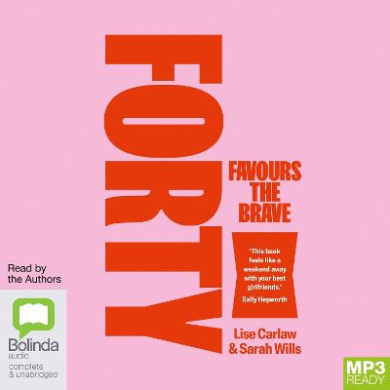 FORTY
FAVOURS
THE
BRAVE
'This book
feels like a
weekend away
with your best
girlfriends.'
Sally Hepworth
Lise Carlaw
& Sarah Wills
Read by
the Authors
Bolinda
audio
complete
& unabridged
MP3
READY